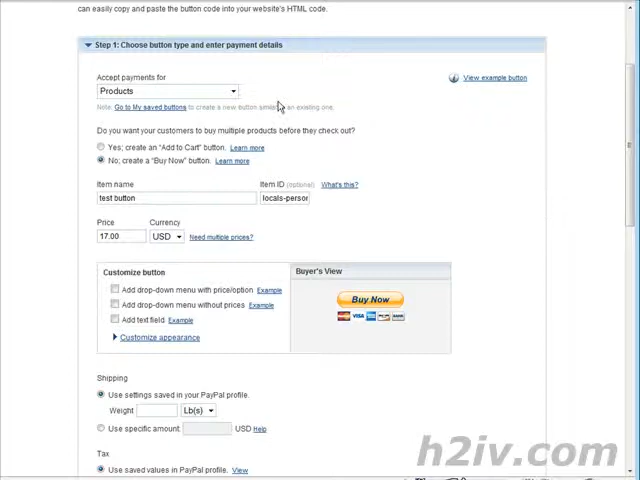 can easily copy and paste the button code into your website's HTML code.
Step 1: Choose button type and enter payment details
Accept payments for
Products
View example button
Note: Go to My saved buttons to create a new button similar an existing one.
Do you want your customers to buy multiple products before they check out?
Yes; create an "Add to Cart" button. Learn more
No; create a "Buy Now" button. Learn more
Item name
Item ID (optional) What's this?
test button
locals-person
Price
Currency
17.00
USD
Need multiple prices?
Customize button
Buyer's View
Add drop-down menu with price/option Example
Add drop-down menu without prices Example
Add text field Example
Customize appearance
Buy Now
VISA
Shipping
Use settings saved in your PayPal profile.
Weight
Lb(s)
Use specific amount:
USD Help
Tax
Use saved values in PayPal profile. View
h2iv.com